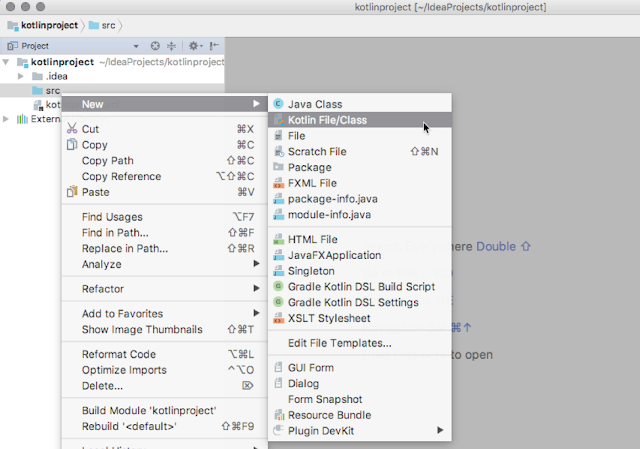 kotlinproject [~/IdeaProjects/kotlinproject]
kotlinproject src
Project
kotlinproject ~/IdeaProjects/kotlinproject
.idea
src
kot
Extern
New
Cut ⌘X
Copy ⌘C
Copy Path ⇧⌘C
Copy Reference ⌥⇧⌘C
Paste ⌘V
Find Usages ⌥F7
Find in Path... ⇧⌘F
Replace in Path... ⇧⌘R
Analyze
Refactor
Add to Favorites
Show Image Thumbnails ⇧⌘T
Reformat Code ⌥⌘L
Optimize Imports ^⌥O
Delete... ⌦
Build Module 'kotlinproject'
Rebuild '<default>' ⇧⌘F9
Java Class
Kotlin File/Class
File
Scratch File ⇧⌘N
Package
FXML File
package-info.java
module-info.java
HTML File
JavaFXApplication
Singleton
Gradle Kotlin DSL Build Script
Gradle Kotlin DSL Settings
XSLT Stylesheet
Edit File Templates...
GUI Form
Dialog
Form Snapshot
Resource Bundle
Plugin DevKit
here Double ⇧
⌘↑
to open